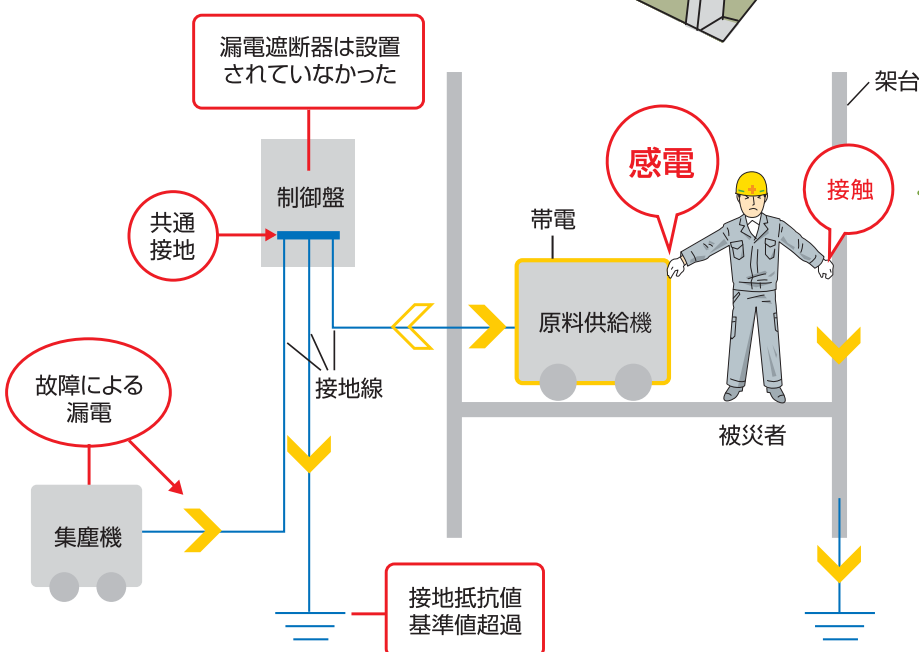 漏電遮断器は設置
されていなかった
架台
感電
接触
制御盤
共通
接地
帯電
原料供給機
接地線
故障による
漏電
被災者
集塵機
接地抵抗値
基準値超過